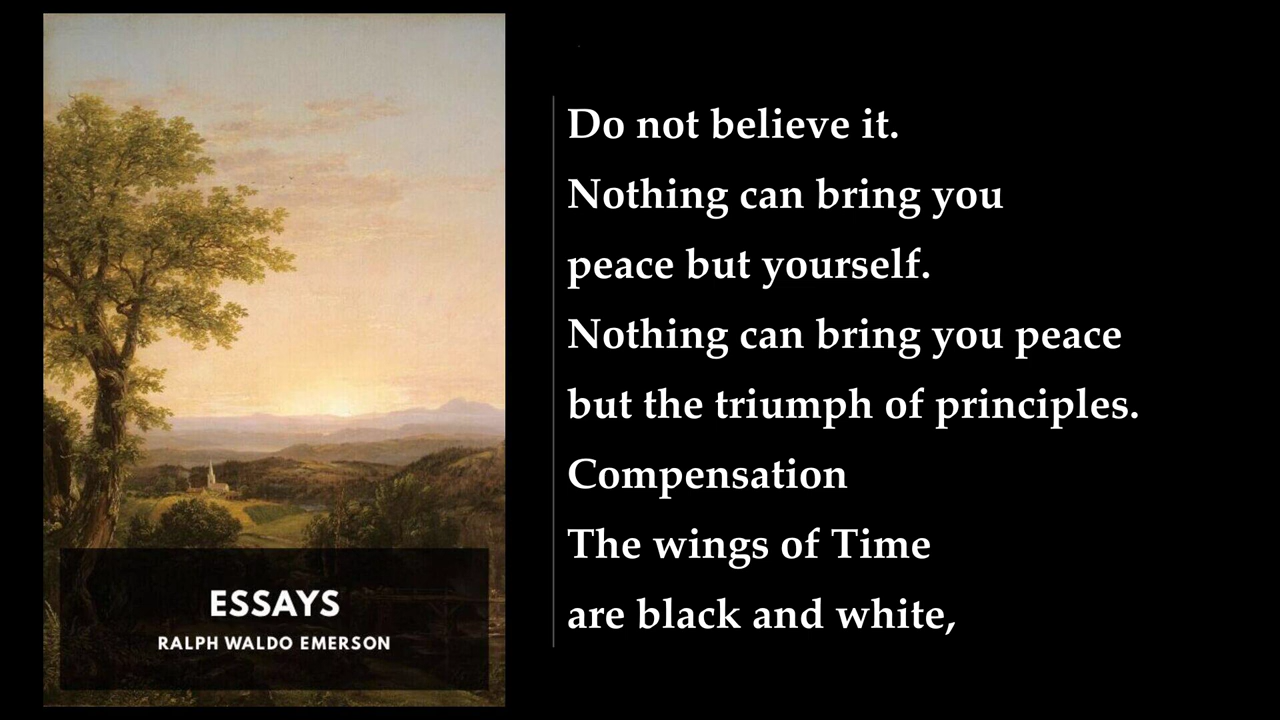 ESSAYS
RALPH WALDO EMERSON
Do not believe it.
Nothing can bring you
peace but yourself.
Nothing can bring you peace
but the triumph of principles.
Compensation
The wings of Time
are black and white,